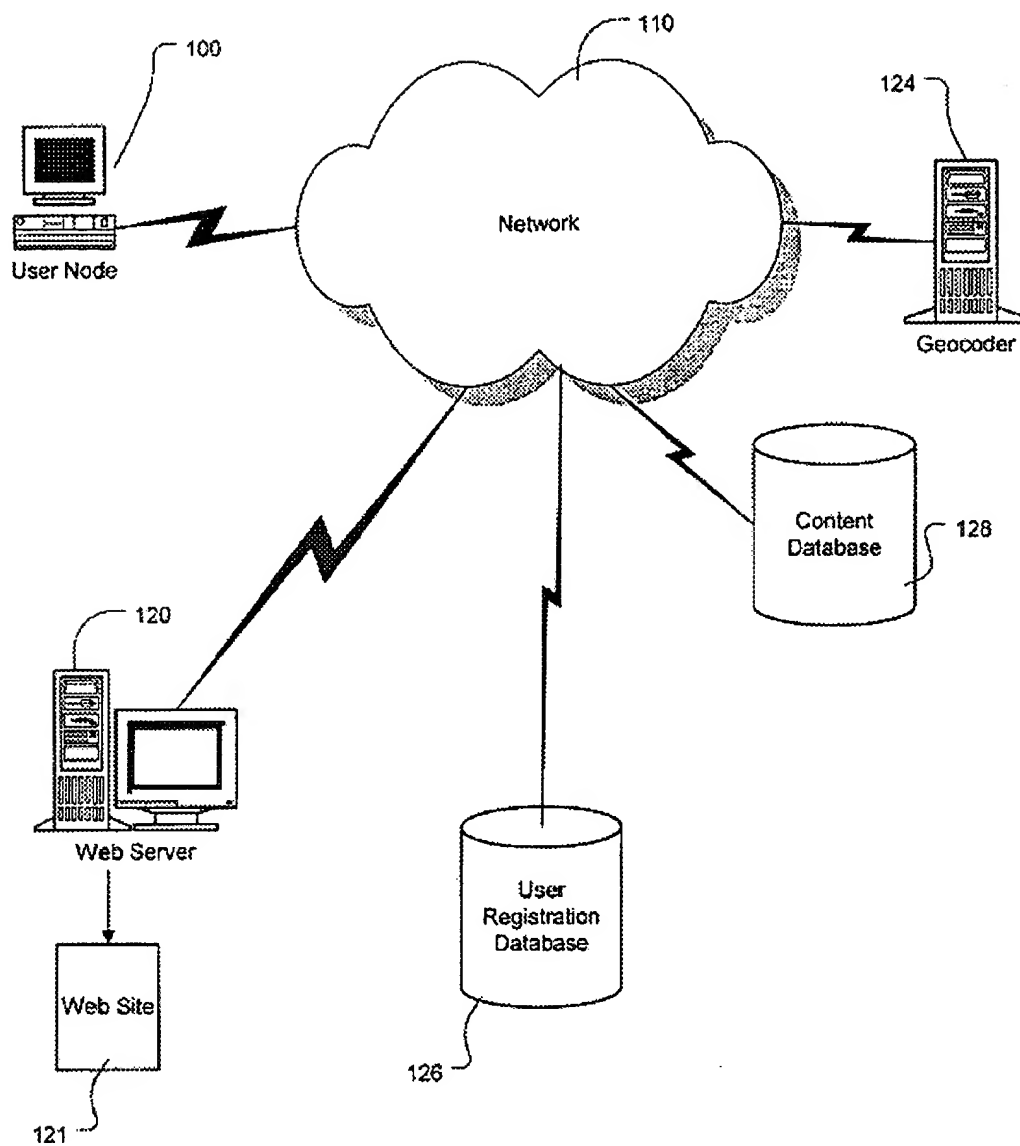 100
110
124
User Node
Network
Geocoder
Content
Database
128
120
Web Server
User
Registration
Database
Web Site
126
121